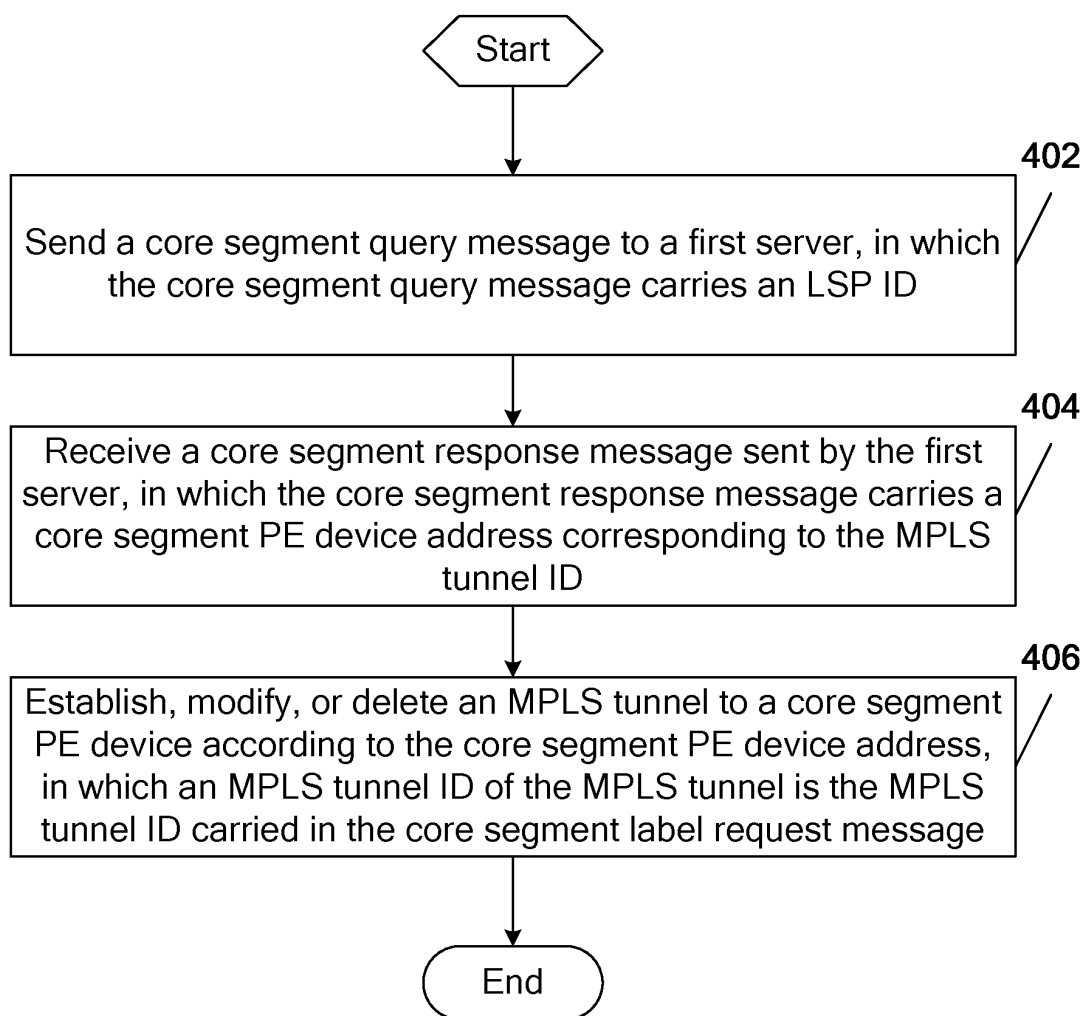 Start
402
Send a core segment query message to a first server, in which
the core segment query message carries an LSP ID
404
Receive a core segment response message sent by the first
server, in which the core segment response message carries a
core segment PE device address corresponding to the MPLS
tunnel ID
406
Establish, modify, or delete an MPLS tunnel to a core segment
PE device according to the core segment PE device address,
in which an MPLS tunnel ID of the MPLS tunnel is the MPLS
tunnel ID carried in the core segment label request message
End